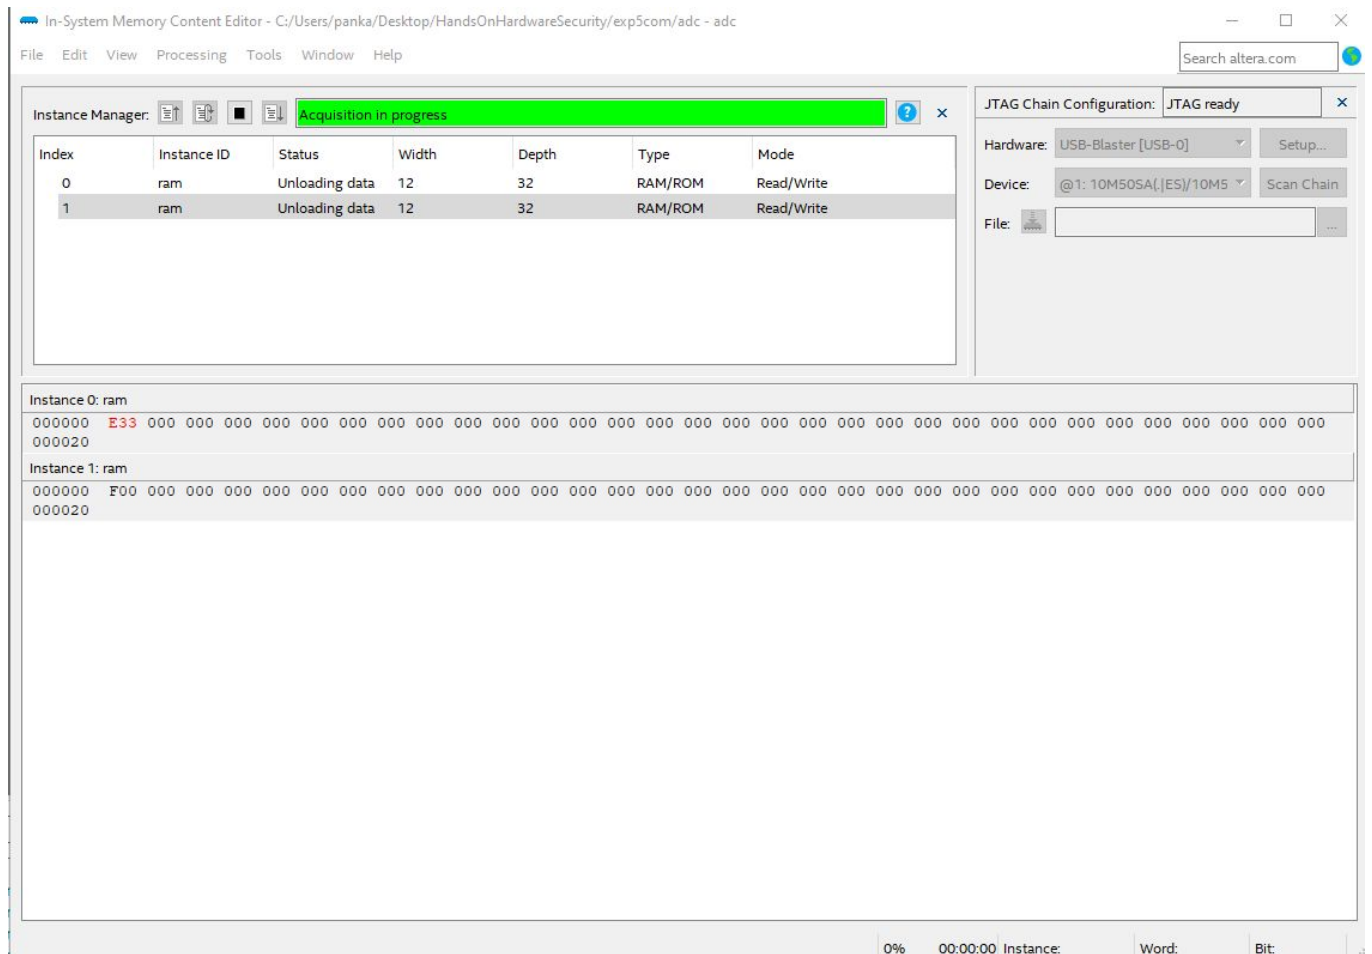 In-System Memory Content Editor - C:/Users/panka/Desktop/HandsOnHardwareSecurity/exp5com/adc - adc
File Edit View Processing Tools Window Help
Search altera.com
Instance Manager: Acquisition in progress
Index Instance ID Status Width Depth Type Mode
0 ram Unloading data 12 32 RAM/ROM Read/Write
1 ram Unloading data 12 32 RAM/ROM Read/Write
JTAG Chain Configuration: JTAG ready
Hardware: USB-Blaster [USB-0] Setup...
Device: @1: 10M50SA(.|ES)/10M5 Scan Chain
File: ...
Instance 0: ram
000000 E33 000 000 000 000 000 000 000 000 000 000 000 000 000 000 000 000 000 000 000 000 000 000 000 000 000 000 000 000 000 000 000
000020
Instance 1: ram
000000 F00 000 000 000 000 000 000 000 000 000 000 000 000 000 000 000 000 000 000 000 000 000 000 000 000 000 000 000 000 000 000 000
000020
0% 00:00:00 Instance: Word: Bit: